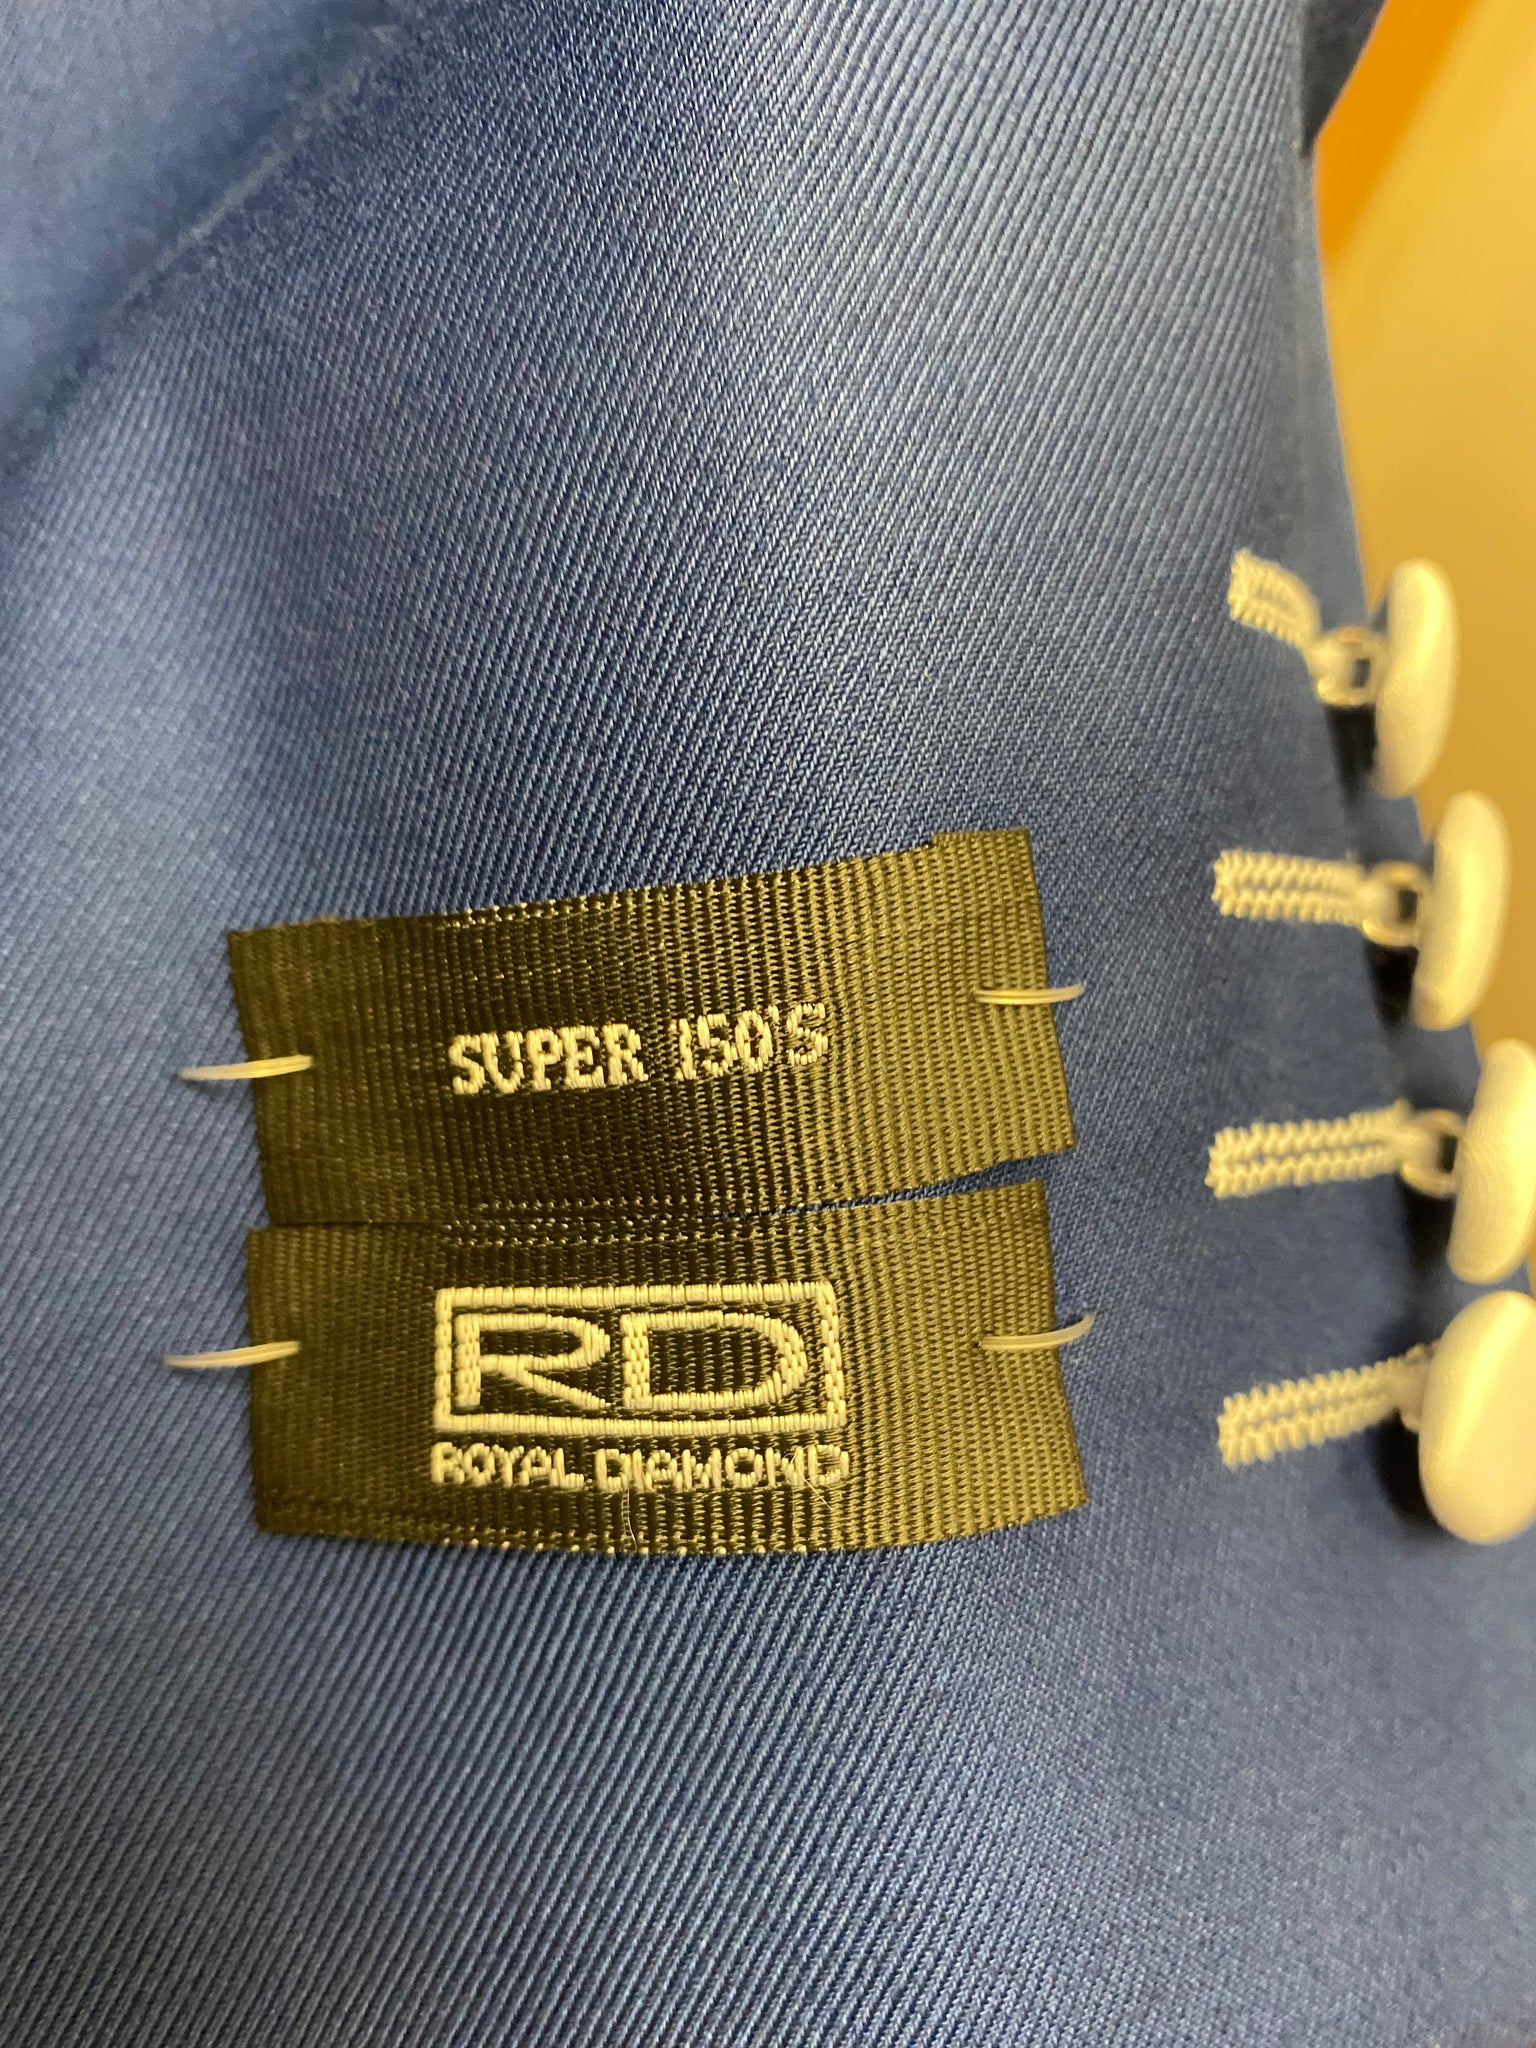 SUPER 150'S
RD
ROYAL DIAMOND